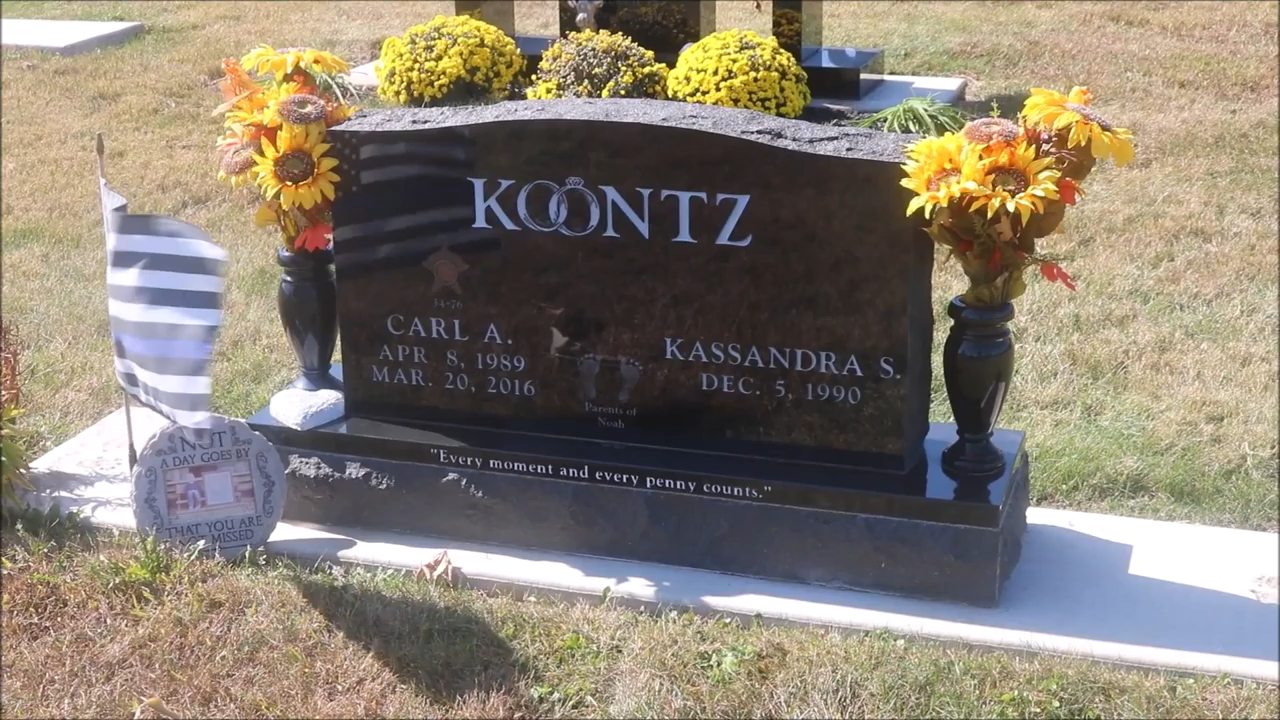 KOONTZ
34-76
CARL A.
APR. 8, 1989
MAR. 20, 2016
KASSANDRA S.
DEC. 5, 1990
Parents of
Noah
"Every moment and every penny counts."
NOT
A DAY GOES BY
THAT YOU ARE
NOT MISSED